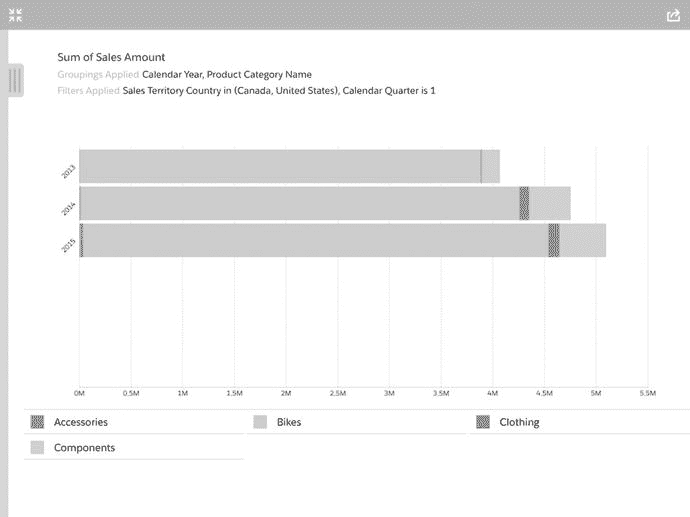 Sum of Sales Amount
Groupings Applied Calendar Year, Product Category Name
Filters Applied Sales Territory Country in (Canada, United States), Calendar Quarter is 1
2013
2014
2015
0M 0.5M 1M 1.5M 2M 2.5M 3M 3.5M 4M 4.5M 5M 5.5M
Accessories Bikes Clothing
Components